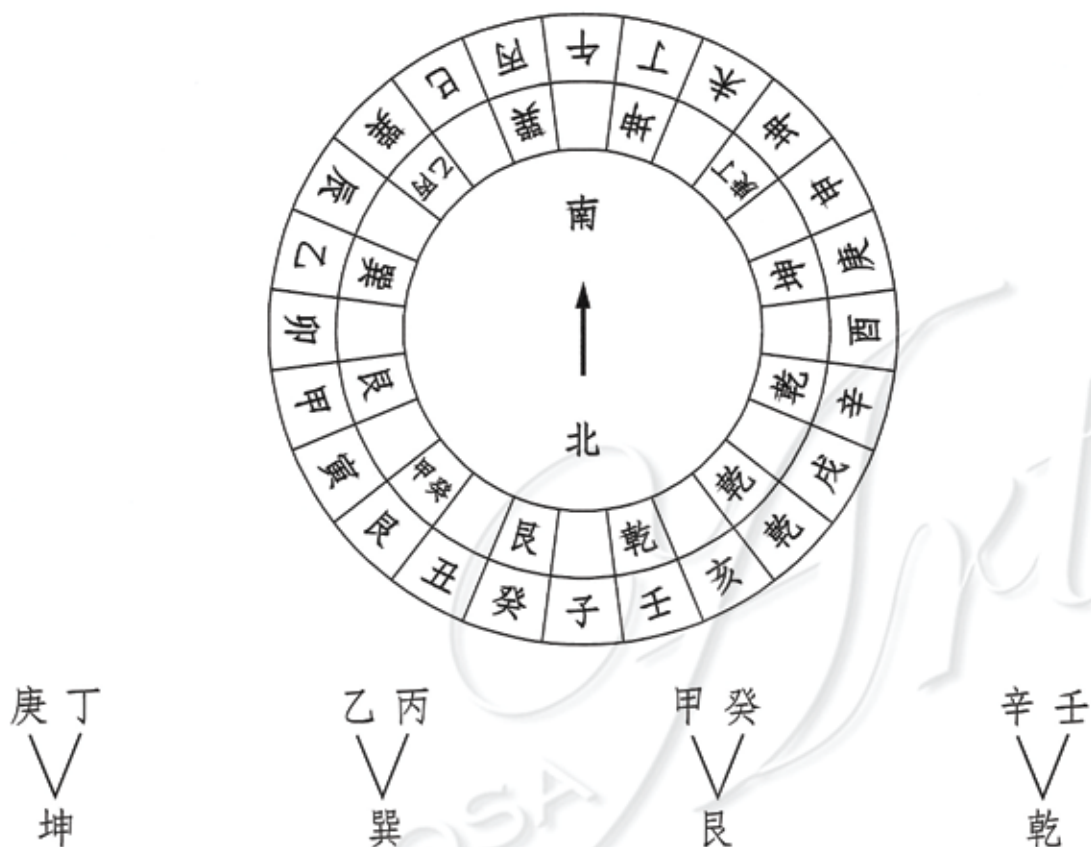 午
丁
未
坤
申
庚
酉
辛
戌
乾
亥
壬
子
癸
丑
艮
寅
甲
卯
乙
辰
巽
巳
丙
坤
庚丁
坤
乾
乾
乾
艮
甲癸
艮
巽
丙乙
巽
南
北
庚 丁 乙 丙 甲 癸 辛 壬
坤 巽 艮 乾